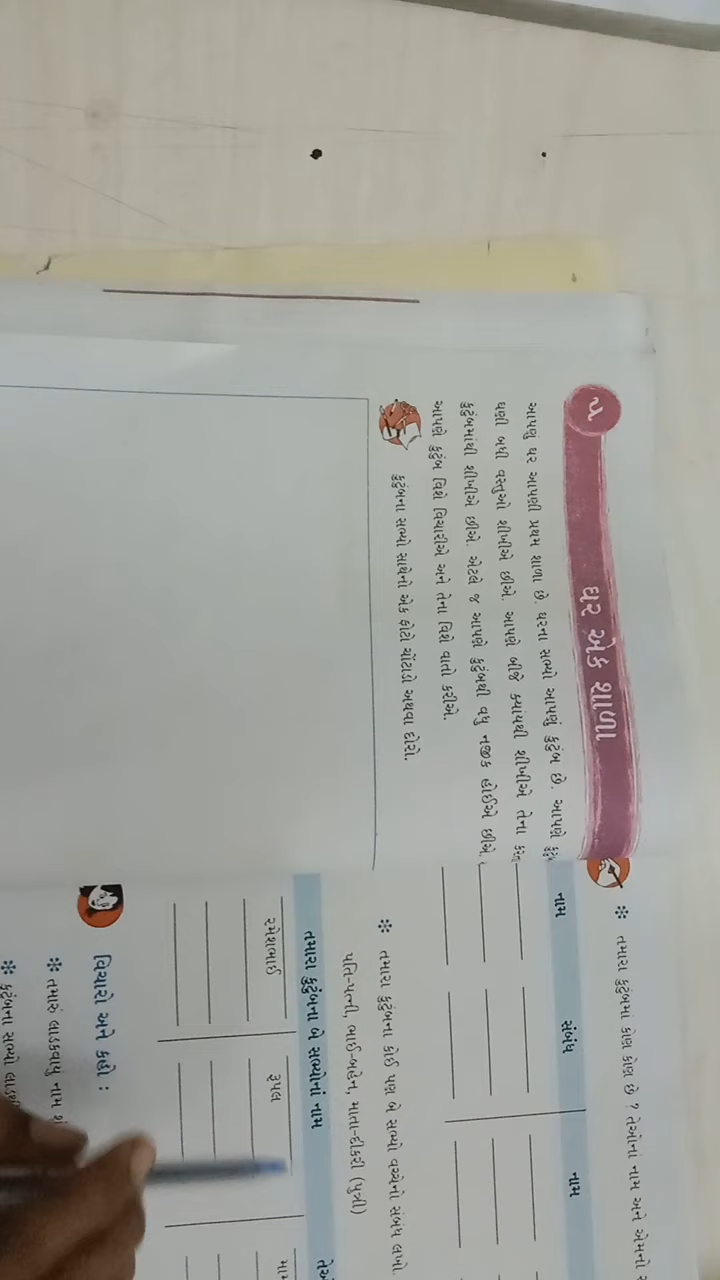 ૫
ઘર એક શાળા
આપણું ઘર આપણી પ્રથમ શાળા છે. ઘરના સભ્યો આપણું કુટુંબ છે. આપણે
ઘણી બધી વસ્તુઓ શીખીએ છીએ. આપણે બીજે ક્યાંયથી શીખીએ તેના કરતાં
કુટુંબમાંથી શીખીએ છીએ. એટલે જ આપણે કુટુંબથી વધુ નજીક હોઈએ છીએ.
આપણે કુટુંબ વિશે વિચારીએ અને તેના વિશે વાતો કરીએ.
કુટુંબના સભ્યો સાથેનો એક ફોટો ચોંટાડો અથવા દોરો.
* તમારા કુટુંબમાં કોણ કોણ છે ? તેઓનાં નામ અને એમનો
નામ સંબંધ નામ
* તમારા કુટુંબના કોઈ પણ બે સભ્યો વચ્ચેનો સંબંધ લખો.
પતિ-પત્ની, ભાઈ-બહેન, માતા-દીકરી (પુત્રી)
તમારા કુટુંબના બે સભ્યોનાં નામ
રમેશભાઈ રૂપલ
વિચારો અને કહો :
* તમારું લાડકવાયું નામ
* કુટુંબના સભ્યો